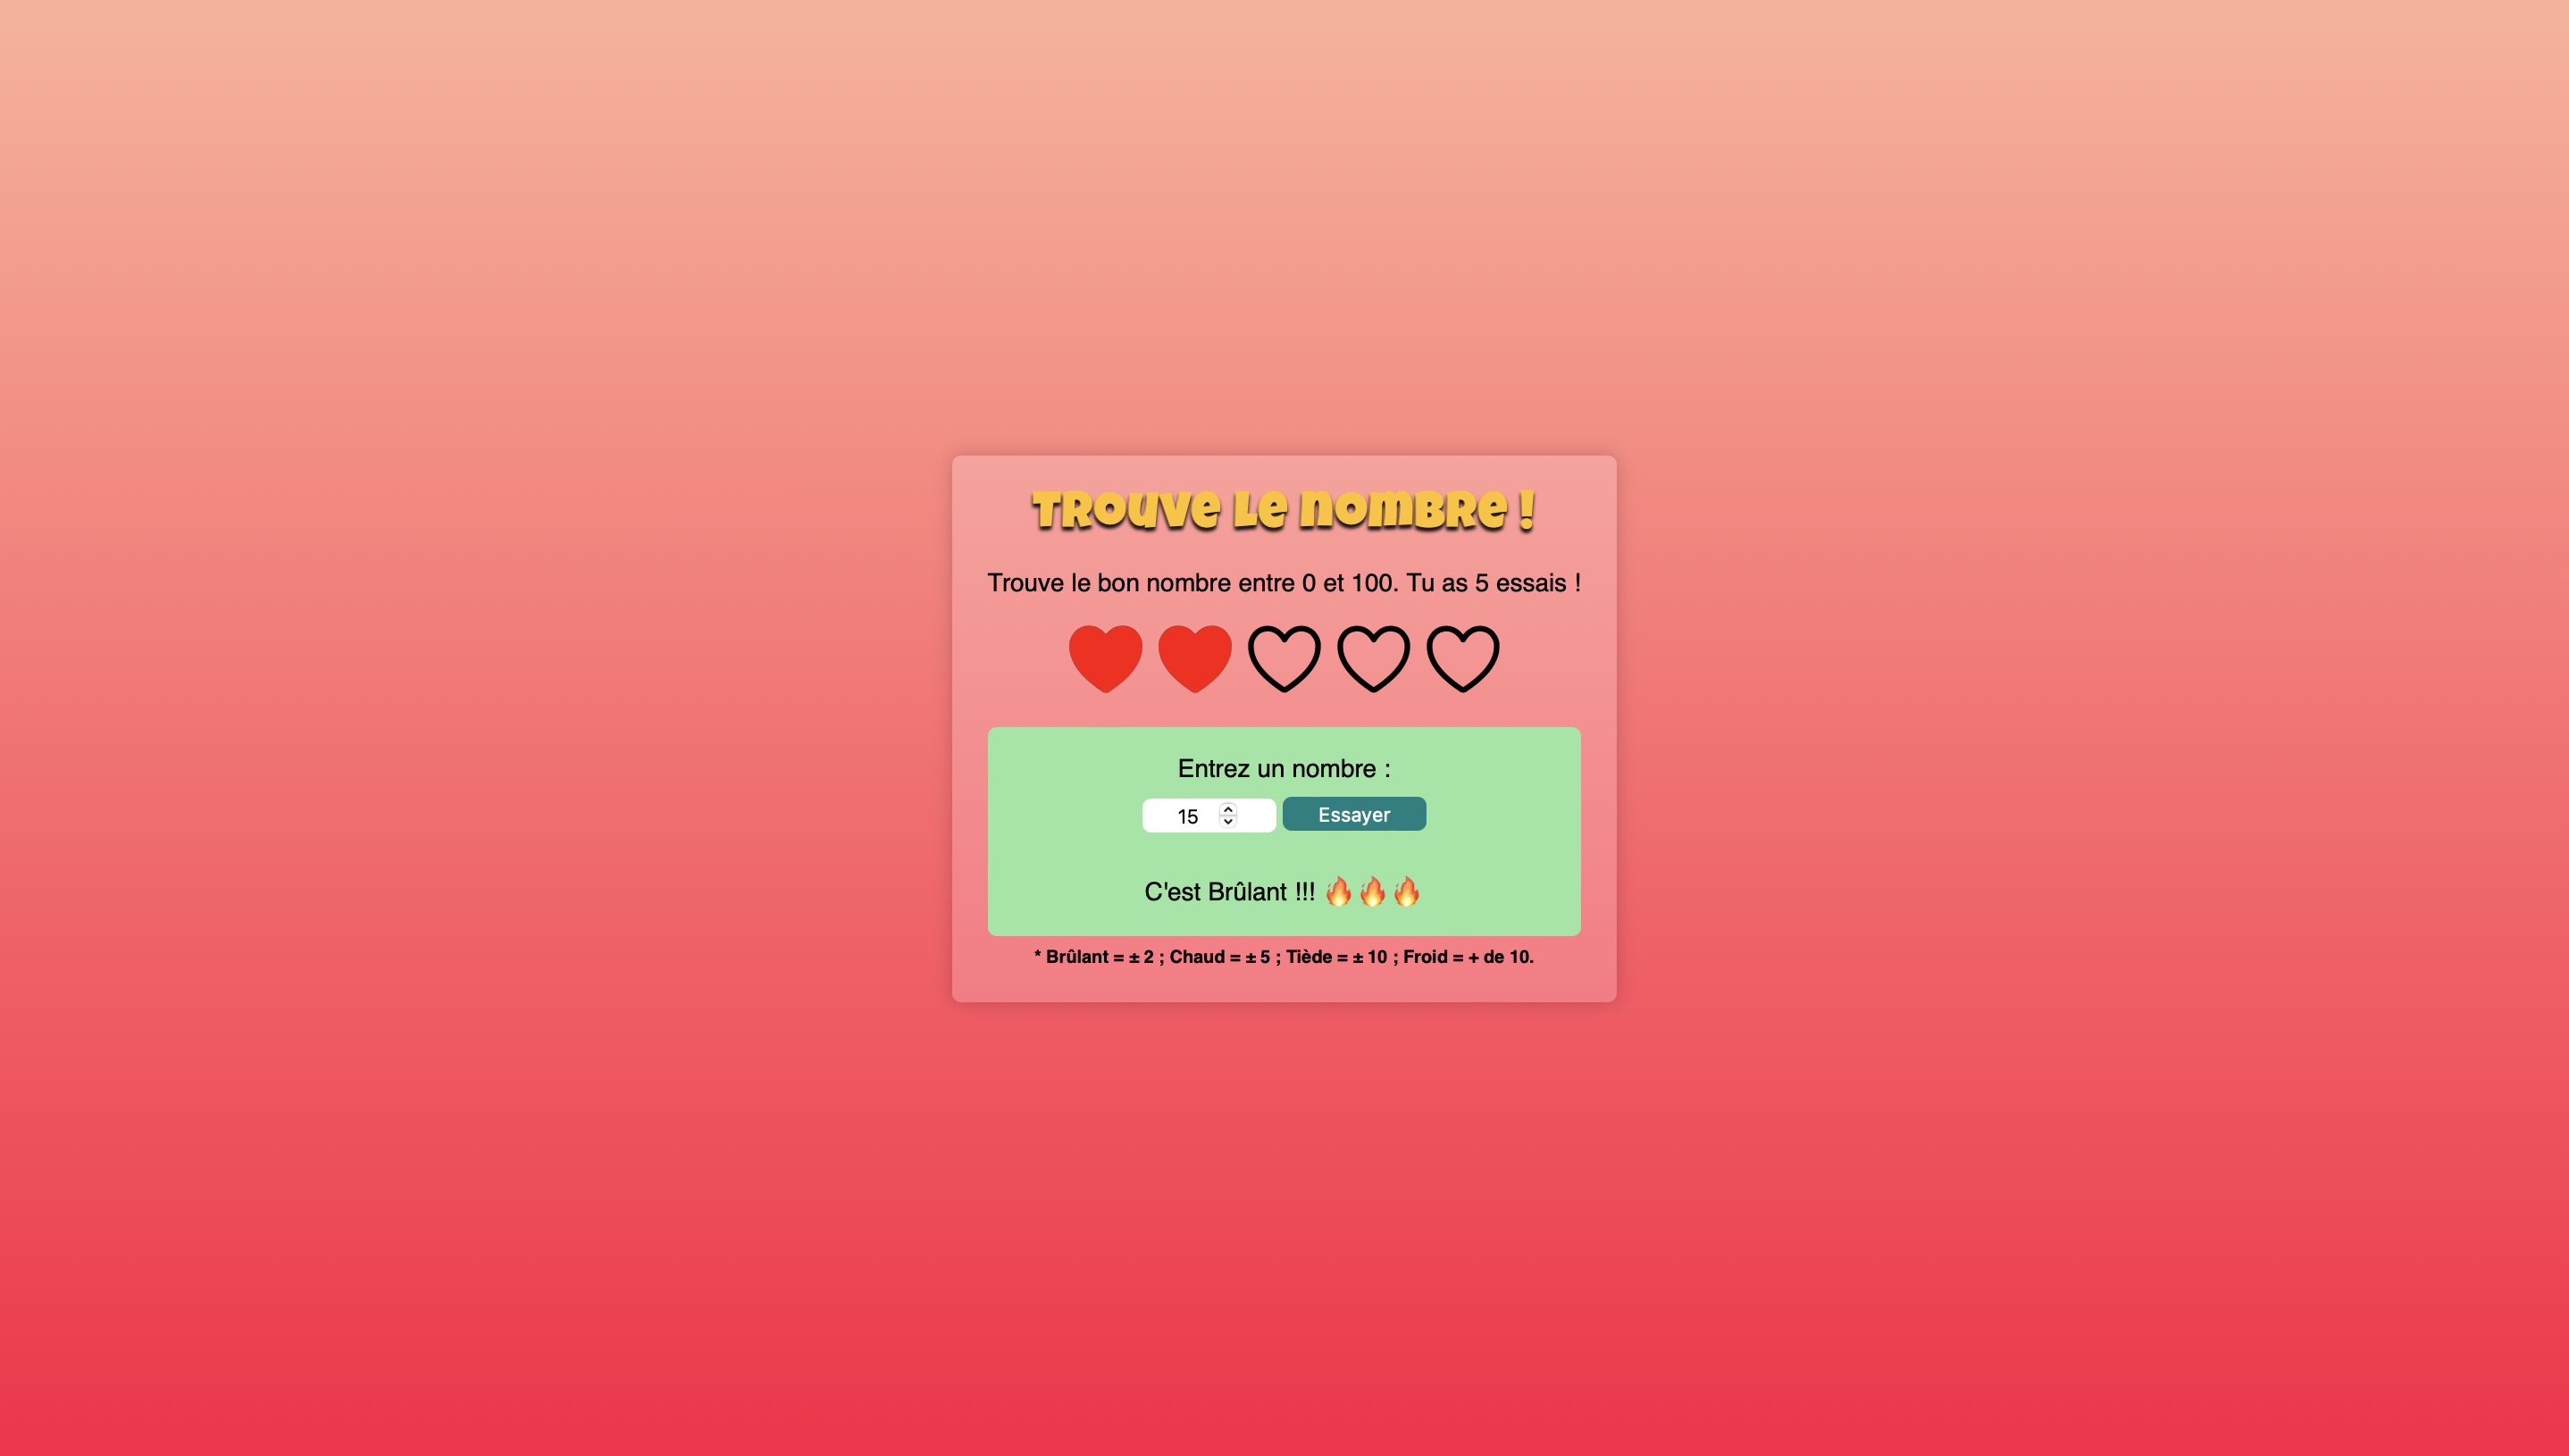 Trouve le nombre !
Trouve le bon nombre entre 0 et 100. Tu as 5 essais !
Entrez un nombre :
15 Essayer
C'est Brûlant !!! 🔥🔥🔥
* Brûlant = ± 2 ; Chaud = ± 5 ; Tiède = ± 10 ; Froid = + de 10.